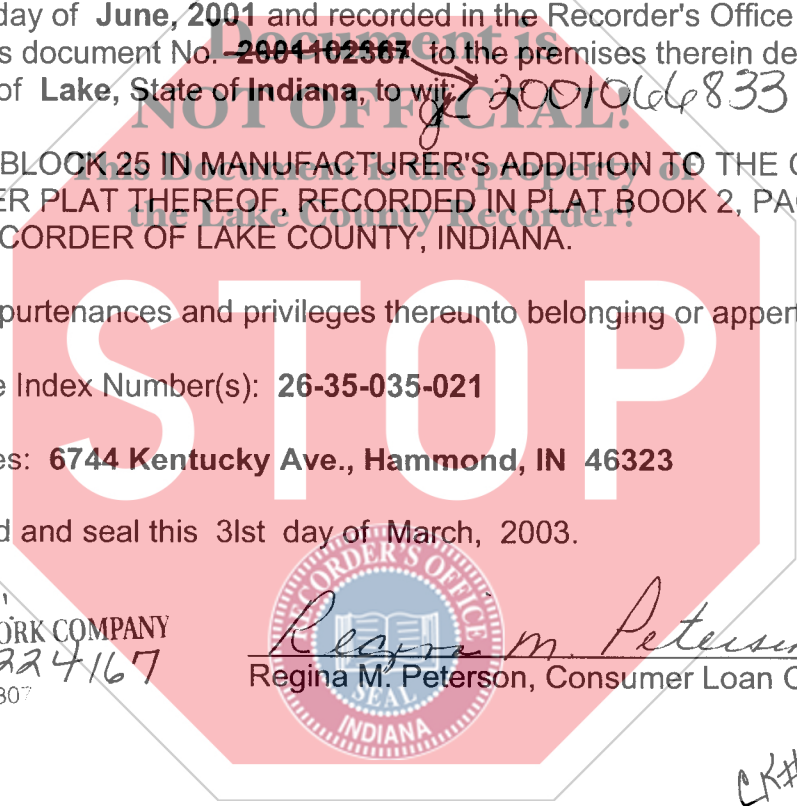 day of June, 2001 and recorded in the Recorder's Office
s document No. 2001102367 to the premises therein de
of Lake, State of Indiana, to wit: 2001066833
Document is
NOT OFFICIAL!
This Document is the property of
the Lake County Recorder!
BLOCK 25 IN MANUFACTURER'S ADDITION TO THE C
ER PLAT THEREOF, RECORDED IN PLAT BOOK 2, PA
CORDER OF LAKE COUNTY, INDIANA.
STOP
purtenances and privileges thereunto belonging or appert
e Index Number(s): 26-35-035-021
es: 6744 Kentucky Ave., Hammond, IN 46323
d and seal this 3lst day of March, 2003.
RECORDER'S OFFICE
SEAL
INDIANA
ORK COMPANY
224167
307
Regina M. Peterson
Regina M. Peterson, Consumer Loan O
CK#